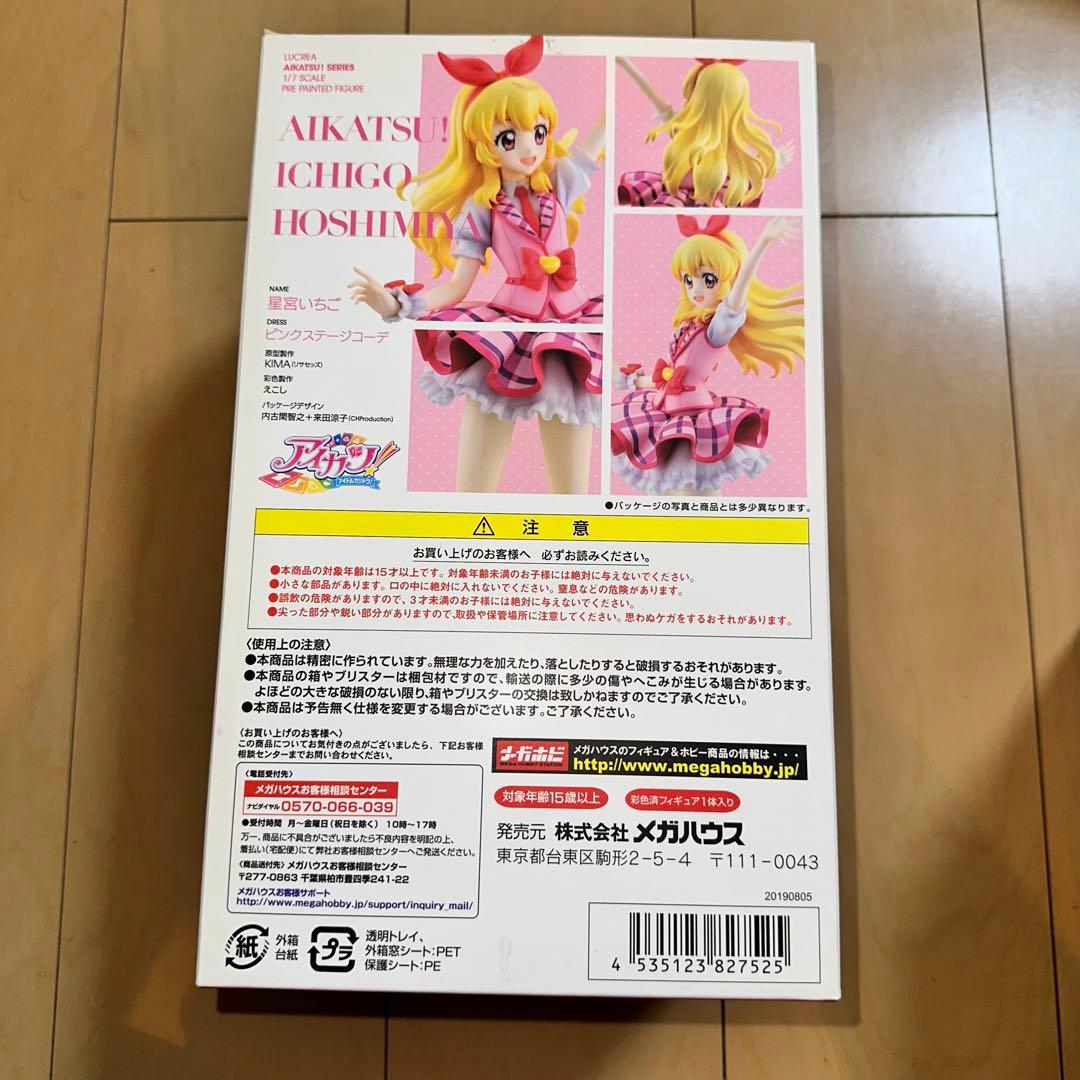 LUCREA
AIKATSU! SERIES
1/7 SCALE
PRE PAINTED FIGURE
AIKATSU!
ICHIGO
HOSHIMIYA
NAME
星宮いちご
DRESS
ピンクステージコーデ
原型製作
KIMA(リサセッズ)
彩色製作
えこし
パッケージデザイン
内古閑智之+来田涼子(CHProduction)
アイカツ!
アイドルカツドウ!
●パッケージの写真と商品とは多少異なります。
注 意
お買い上げのお客様へ 必ずお読みください。
●本商品の対象年齢は15才以上です。対象年齢未満のお子様には絶対に与えないでください。
●小さな部品があります。口の中に絶対に入れないでください。窒息などの危険があります。
●誤飲の危険がありますので、3才未満のお子様には絶対に与えないでください。
●尖った部分や鋭い部分がありますので、取扱や保管場所に注意してください。思わぬケガをするおそれがあります。
〈使用上の注意〉
●本商品は精密に作られています。無理な力を加えたり、落としたりすると破損するおそれがあります。
●本商品の箱やブリスターは梱包材ですので、輸送の際に多少の傷やへこみが生じる場合があります。
よほどの大きな破損のない限り、箱やブリスターの交換は致しかねますのでご了承ください。
●本商品は予告無く仕様を変更する場合がございます。ご了承ください。
〈お買い上げのお客様へ〉
この商品についてお気付きの点がございましたら、下記お客様
相談センターまでお問い合わせください。
〈電話受付先〉
メガハウスお客様相談センター
ナビダイヤル 0570-066-039
●受付時間 月〜金曜日(祝日を除く) 10時〜17時
万一、商品に不具合がございましたら不良内容を明記の上、
着払い(宅配便)にて弊社お客様相談センターへご発送ください。
〈商品送付先〉メガハウスお客様相談センター
〒277-0863 千葉県柏市豊四季241-22
メガハウスお客様サポート
http://www.megahobby.jp/support/inquiry_mail/
メガホビ
MEGA HOBBY STATION
メガハウスのフィギュア&ホビー商品の情報は・・・
http://www.megahobby.jp/
対象年齢15歳以上
彩色済フィギュア1体入り
発売元 株式会社 メガハウス
東京都台東区駒形2-5-4 〒111-0043
20190805
紙
外箱
台紙
プラ
透明トレイ、
外箱窓シート:PET
保護シート:PE
4 535123 827525